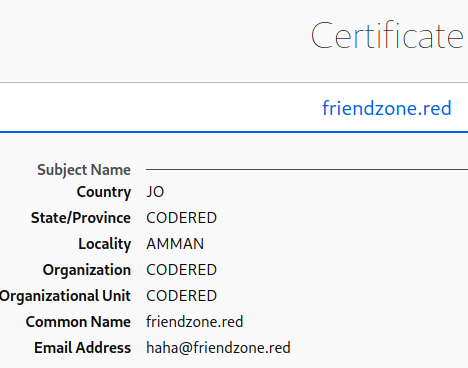 Certificate
friendzone.red
Subject Name
Country JO
State/Province CODERED
Locality AMMAN
Organization CODERED
Organizational Unit CODERED
Common Name friendzone.red
Email Address haha@friendzone.red